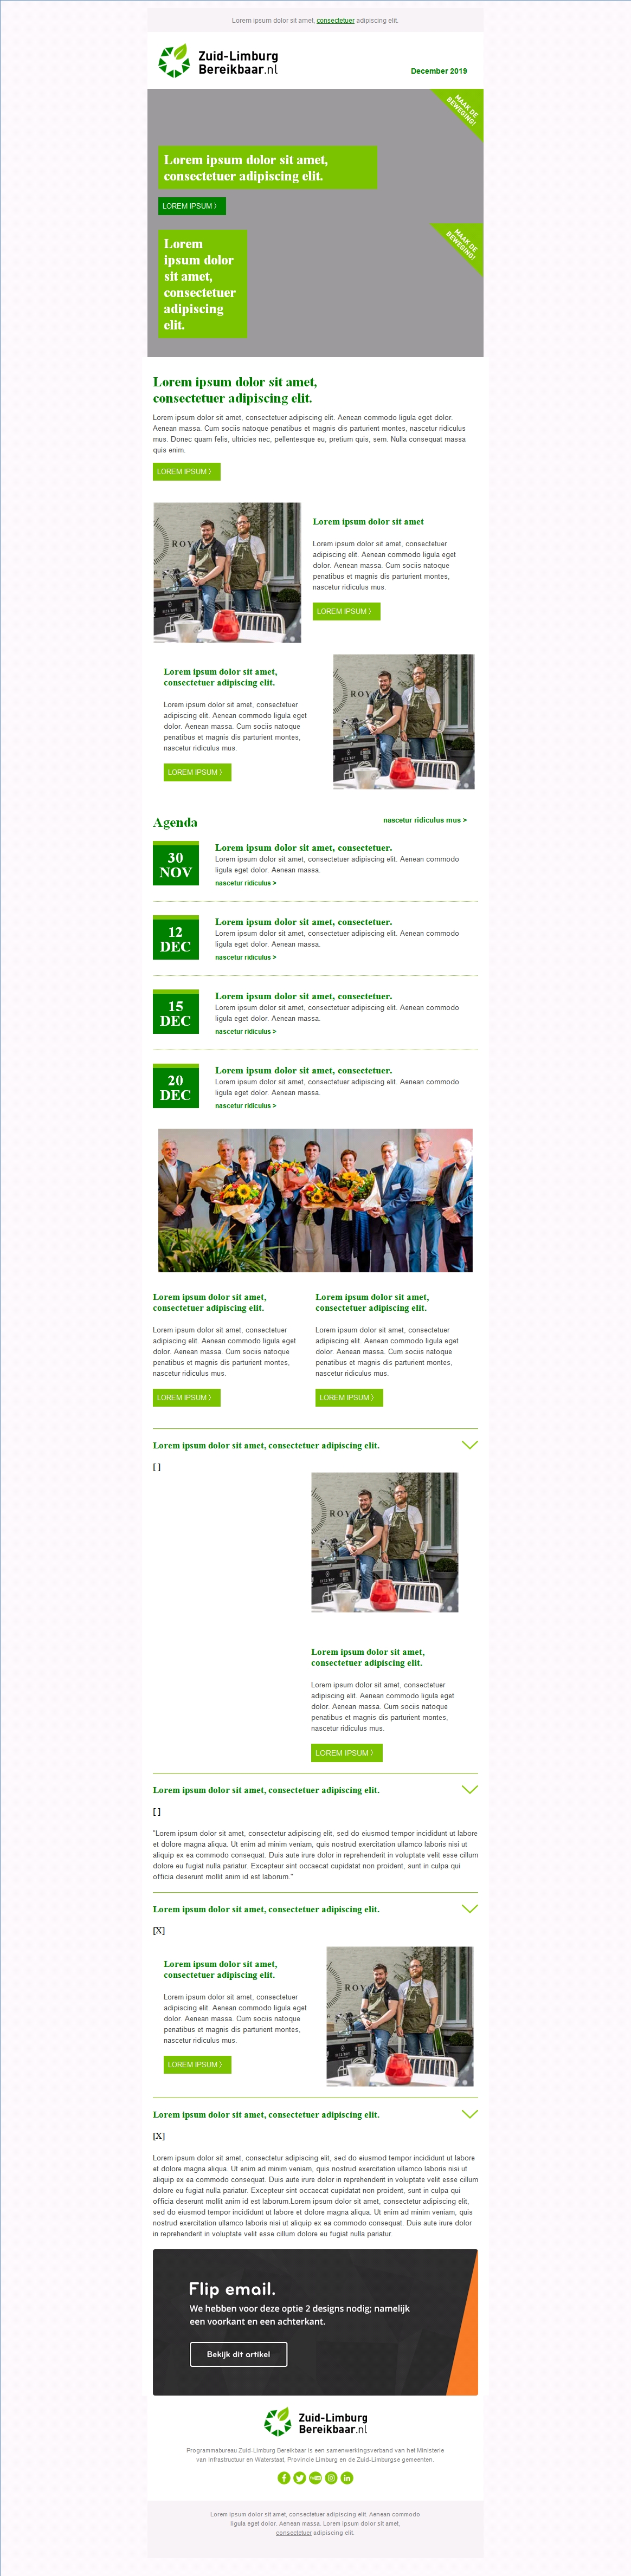 Lorem ipsum dolor sit amet, consectetuer adipiscing elit.
Zuid-Limburg
Bereikbaar.nl
December 2019
MAAK DE
BEWEGING!
Lorem ipsum dolor sit amet,
consectetuer adipiscing elit.
LOREM IPSUM 〉
MAAK DE
BEWEGING!
Lorem
ipsum dolor
sit amet,
consectetuer
adipiscing
elit.
Lorem ipsum dolor sit amet,
consectetuer adipiscing elit.
Lorem ipsum dolor sit amet, consectetuer adipiscing elit. Aenean commodo ligula eget dolor.
Aenean massa. Cum sociis natoque penatibus et magnis dis parturient montes, nascetur ridiculus
mus. Donec quam felis, ultricies nec, pellentesque eu, pretium quis, sem. Nulla consequat massa
quis enim.
LOREM IPSUM 〉
ROY
Lorem ipsum dolor sit amet
Lorem ipsum dolor sit amet, consectetuer
adipiscing elit. Aenean commodo ligula eget
dolor. Aenean massa. Cum sociis natoque
penatibus et magnis dis parturient montes,
nascetur ridiculus mus.
LOREM IPSUM 〉
Lorem ipsum dolor sit amet,
consectetuer adipiscing elit.
Lorem ipsum dolor sit amet, consectetuer
adipiscing elit. Aenean commodo ligula eget
dolor. Aenean massa. Cum sociis natoque
penatibus et magnis dis parturient montes,
nascetur ridiculus mus.
LOREM IPSUM 〉
ROY
Agenda
nascetur ridiculus mus >
30
NOV
Lorem ipsum dolor sit amet, consectetuer.
Lorem ipsum dolor sit amet, consectetuer adipiscing elit. Aenean commodo
ligula eget dolor. Aenean massa.
nascetur ridiculus >
12
DEC
Lorem ipsum dolor sit amet, consectetuer.
Lorem ipsum dolor sit amet, consectetuer adipiscing elit. Aenean commodo
ligula eget dolor. Aenean massa.
nascetur ridiculus >
15
DEC
Lorem ipsum dolor sit amet, consectetuer.
Lorem ipsum dolor sit amet, consectetuer adipiscing elit. Aenean commodo
ligula eget dolor. Aenean massa.
nascetur ridiculus >
20
DEC
Lorem ipsum dolor sit amet, consectetuer.
Lorem ipsum dolor sit amet, consectetuer adipiscing elit. Aenean commodo
ligula eget dolor. Aenean massa.
nascetur ridiculus >
Lorem ipsum dolor sit amet,
consectetuer adipiscing elit.
Lorem ipsum dolor sit amet, consectetuer
adipiscing elit. Aenean commodo ligula eget
dolor. Aenean massa. Cum sociis natoque
penatibus et magnis dis parturient montes,
nascetur ridiculus mus.
LOREM IPSUM 〉
Lorem ipsum dolor sit amet,
consectetuer adipiscing elit.
Lorem ipsum dolor sit amet, consectetuer
adipiscing elit. Aenean commodo ligula eget
dolor. Aenean massa. Cum sociis natoque
penatibus et magnis dis parturient montes,
nascetur ridiculus mus.
LOREM IPSUM 〉
Lorem ipsum dolor sit amet, consectetuer adipiscing elit.
[ ]
ROY
Lorem ipsum dolor sit amet,
consectetuer adipiscing elit.
Lorem ipsum dolor sit amet, consectetuer
adipiscing elit. Aenean commodo ligula eget
dolor. Aenean massa. Cum sociis natoque
penatibus et magnis dis parturient montes,
nascetur ridiculus mus.
LOREM IPSUM 〉
Lorem ipsum dolor sit amet, consectetuer adipiscing elit.
[ ]
"Lorem ipsum dolor sit amet, consectetur adipiscing elit, sed do eiusmod tempor incididunt ut labore
et dolore magna aliqua. Ut enim ad minim veniam, quis nostrud exercitation ullamco laboris nisi ut
aliquip ex ea commodo consequat. Duis aute irure dolor in reprehenderit in voluptate velit esse cillum
dolore eu fugiat nulla pariatur. Excepteur sint occaecat cupidatat non proident, sunt in culpa qui
officia deserunt mollit anim id est laborum."
Lorem ipsum dolor sit amet, consectetuer adipiscing elit.
[X]
Lorem ipsum dolor sit amet,
consectetuer adipiscing elit.
Lorem ipsum dolor sit amet, consectetuer
adipiscing elit. Aenean commodo ligula eget
dolor. Aenean massa. Cum sociis natoque
penatibus et magnis dis parturient montes,
nascetur ridiculus mus.
LOREM IPSUM 〉
ROY
Lorem ipsum dolor sit amet, consectetuer adipiscing elit.
[X]
Lorem ipsum dolor sit amet, consectetur adipiscing elit, sed do eiusmod tempor incididunt ut labore
et dolore magna aliqua. Ut enim ad minim veniam, quis nostrud exercitation ullamco laboris nisi ut
aliquip ex ea commodo consequat. Duis aute irure dolor in reprehenderit in voluptate velit esse cillum
dolore eu fugiat nulla pariatur. Excepteur sint occaecat cupidatat non proident, sunt in culpa qui
officia deserunt mollit anim id est laborum.Lorem ipsum dolor sit amet, consectetur adipiscing elit,
sed do eiusmod tempor incididunt ut labore et dolore magna aliqua. Ut enim ad minim veniam, quis
nostrud exercitation ullamco laboris nisi ut aliquip ex ea commodo consequat. Duis aute irure dolor
in reprehenderit in voluptate velit esse cillum dolore eu fugiat nulla pariatur.
Flip email.
We hebben voor deze optie 2 designs nodig; namelijk
een voorkant en een achterkant.
Bekijk dit artikel
Zuid-Limburg
Bereikbaar.nl
Programmabureau Zuid-Limburg Bereikbaar is een samenwerkingsverband van het Ministerie
van Infrastructuur en Waterstaat, Provincie Limburg en de Zuid-Limburgse gemeenten.
Lorem ipsum dolor sit amet, consectetuer adipiscing elit. Aenean commodo
ligula eget dolor. Aenean massa. Lorem ipsum dolor sit amet,
consectetuer adipiscing elit.